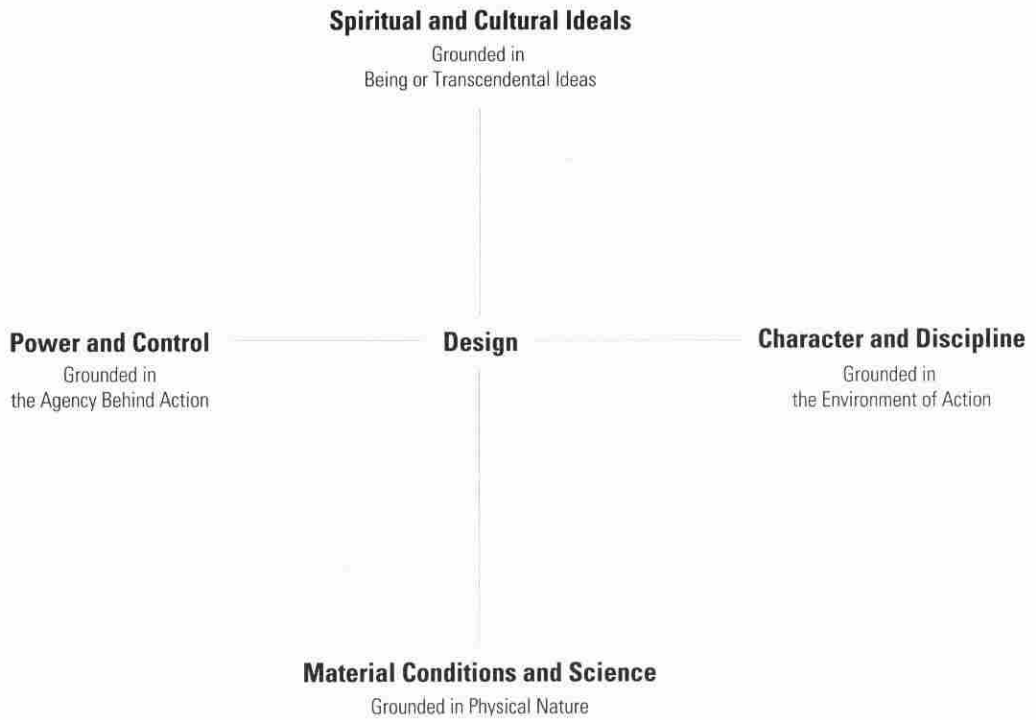 Spiritual and Cultural Ideals
Grounded in
Being or Transcendental Ideas
Power and Control
Grounded in
the Agency Behind Action
Design
Character and Discipline
Grounded in
the Environment of Action
Material Conditions and Science
Grounded in Physical Nature